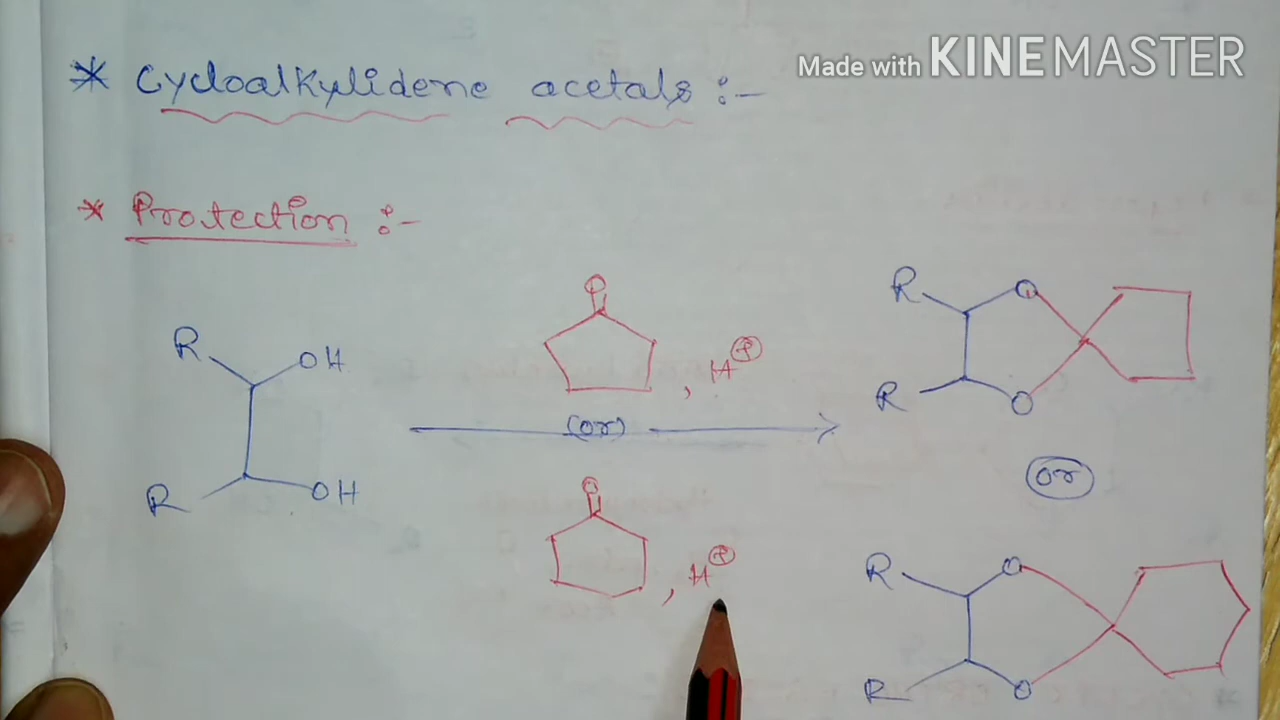 Made with KINEMASTER
* Cycloalkylidene acetals :-
* Protection :-
R OH
R OH
O
, H⊕
(or)
O
, H⊕
R O
R O
or
R O
R O